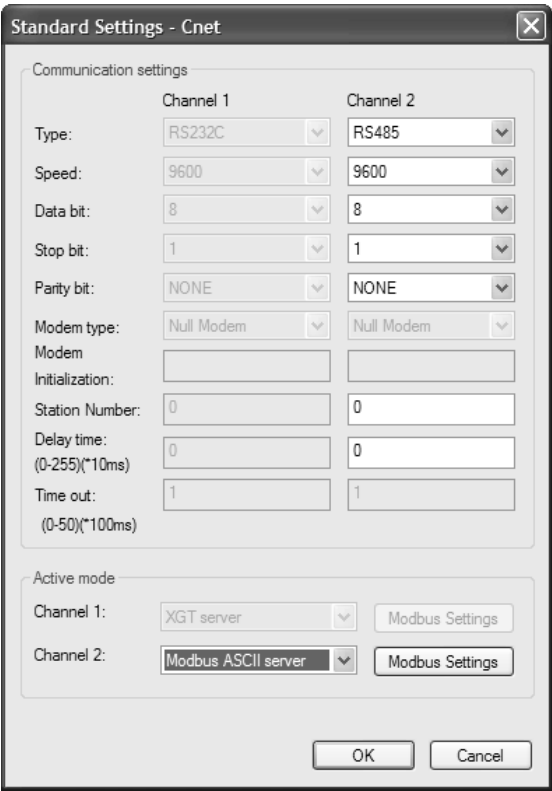 Standard Settings - Cnet
Communication settings
Channel 1 Channel 2
Type: RS232C RS485
Speed: 9600 9600
Data bit: 8 8
Stop bit: 1 1
Parity bit: NONE NONE
Modem type: Null Modem Null Modem
Modem
Initialization:
Station Number: 0 0
Delay time:
(0-255)(*10ms) 0 0
Time out: 1 1
(0-50)(*100ms)
Active mode
Channel 1: XGT server Modbus Settings
Channel 2: Modbus ASCII server Modbus Settings
OK Cancel